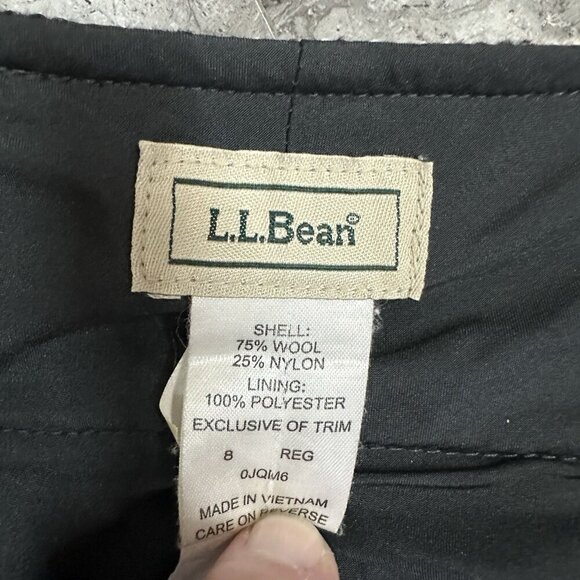 L.L.Bean®
SHELL:
75% WOOL
25% NYLON
LINING:
100% POLYESTER
EXCLUSIVE OF TRIM
8 REG
0JQM6
MADE IN VIETNAM
CARE ON REVERSE